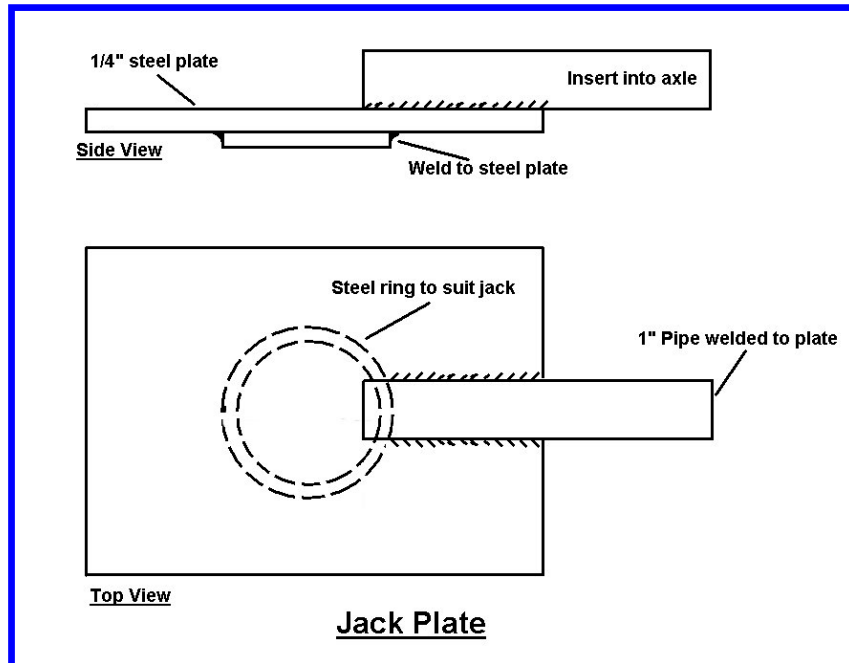 1/4" steel plate
Insert into axle
Side View
Weld to steel plate
Steel ring to suit jack
1" Pipe welded to plate
Top View
Jack Plate